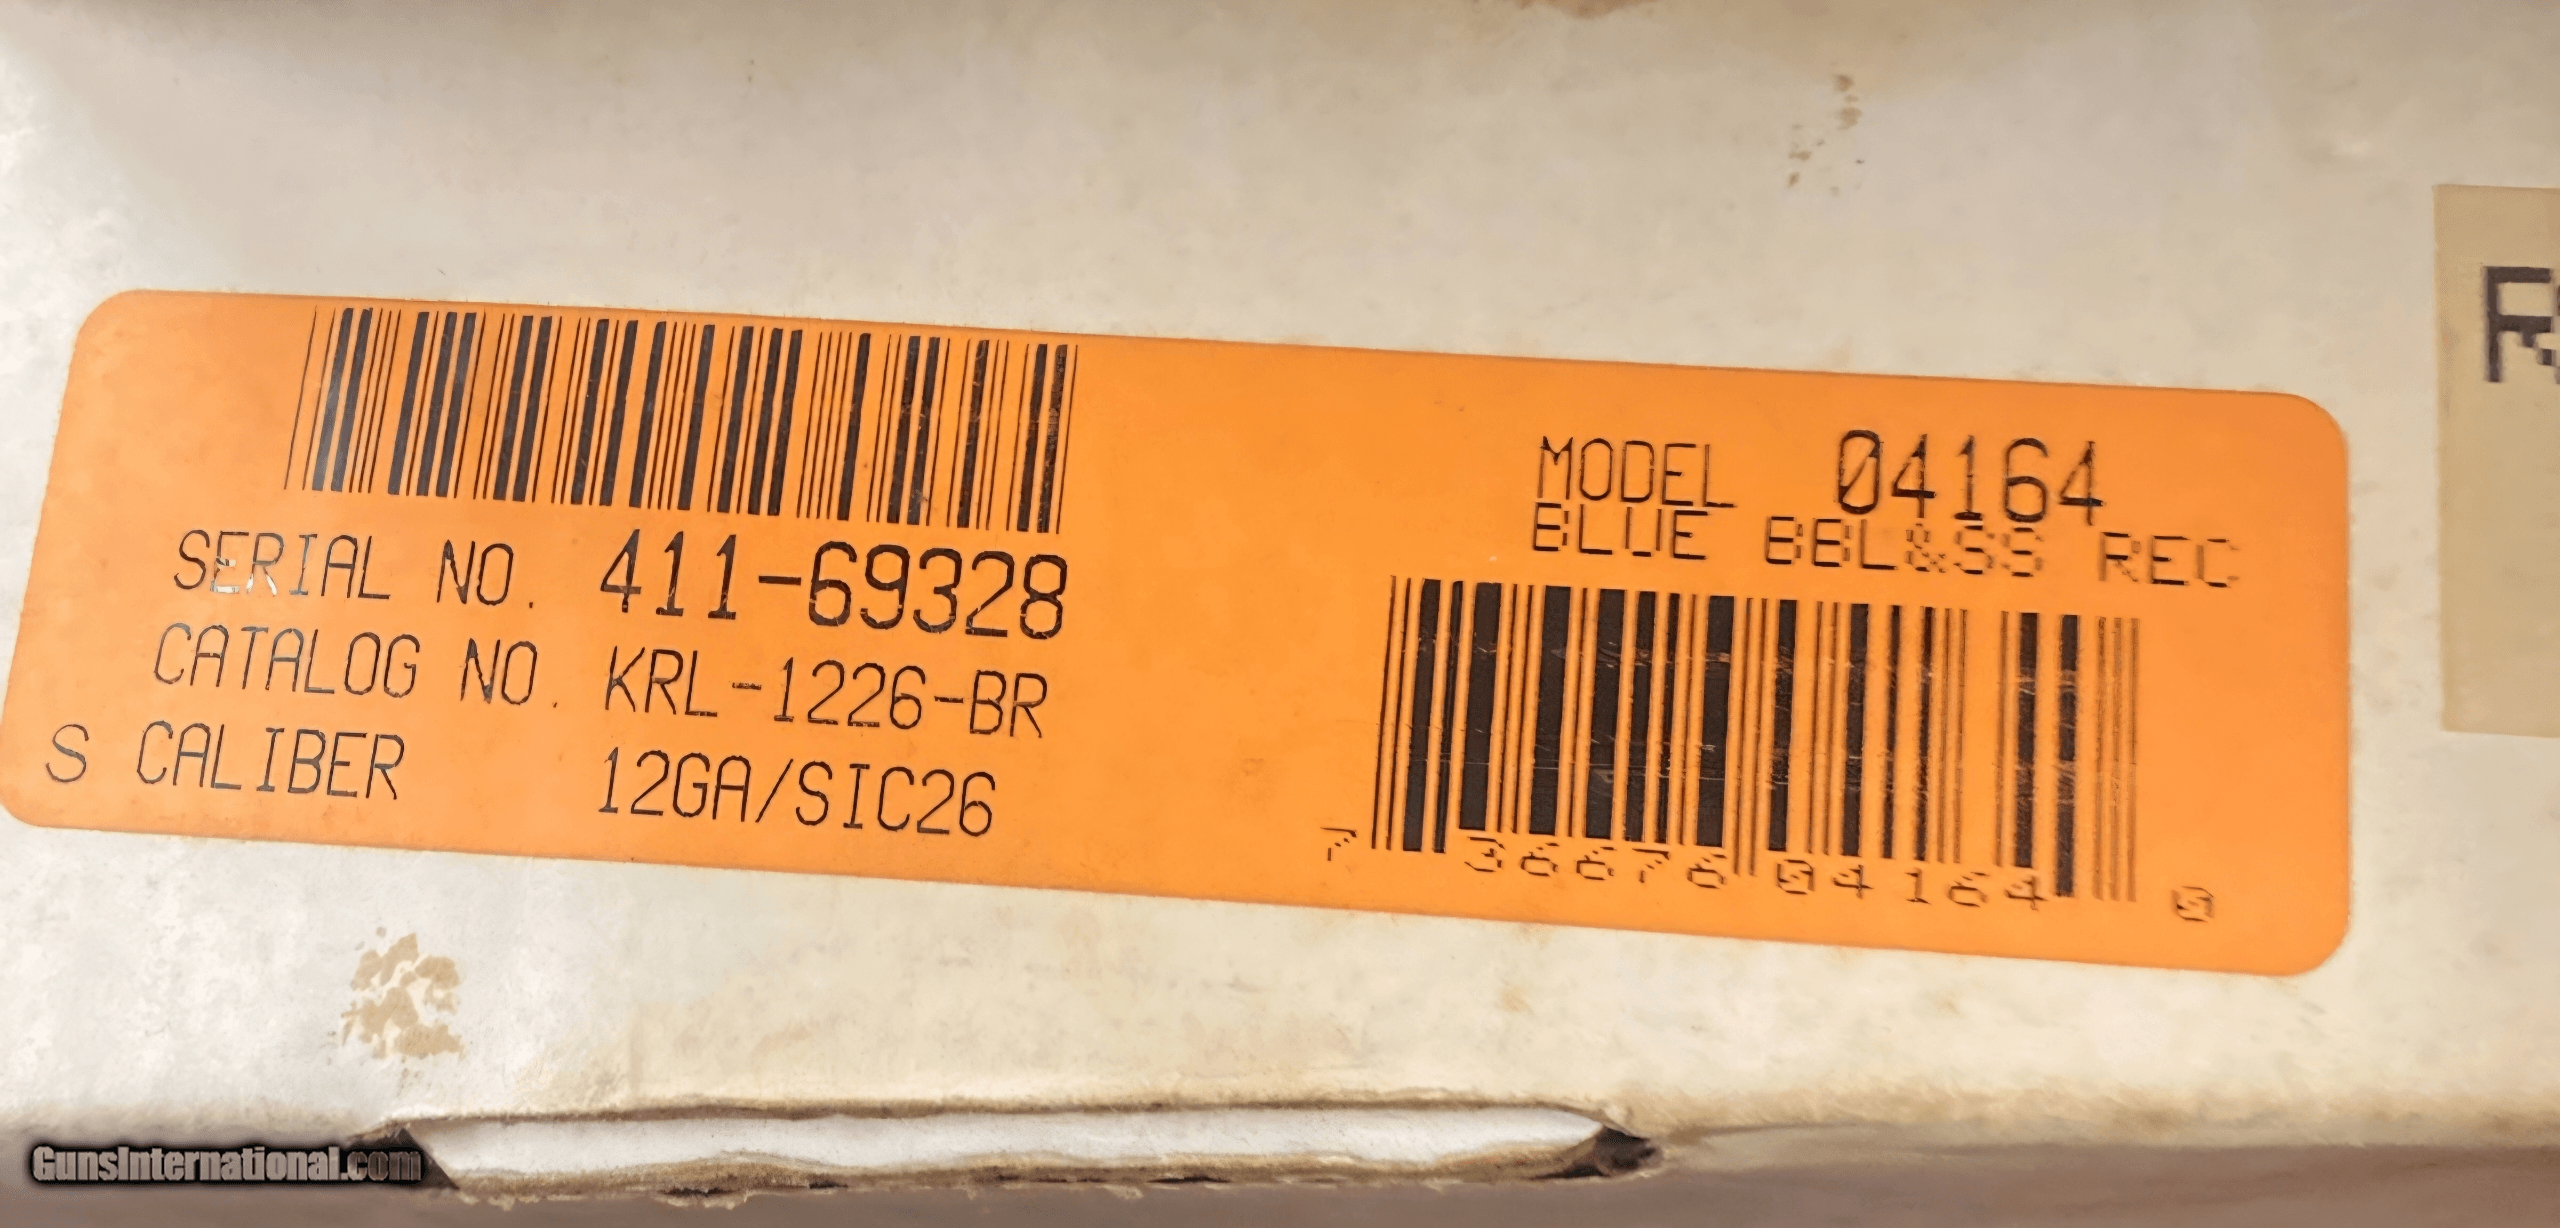 SERIAL NO. 411-69328
CATALOG NO. KRL-1226-BR
S CALIBER 12GA/SIC26
MODEL 04164
BLUE BBL&SS REC
7 36676 04164 0
GunsInternational.com